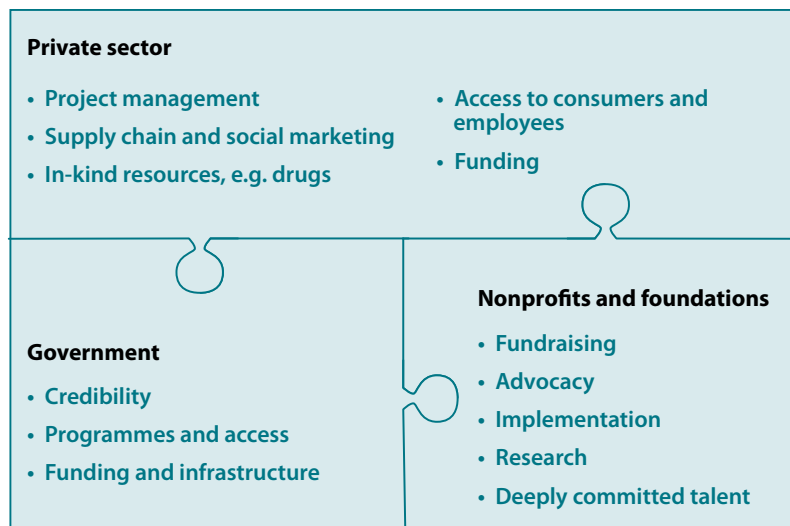 Private sector
• Project management
• Supply chain and social marketing
• In-kind resources, e.g. drugs
• Access to consumers and
employees
• Funding
Government
• Credibility
• Programmes and access
• Funding and infrastructure
Nonprofits and foundations
• Fundraising
• Advocacy
• Implementation
• Research
• Deeply committed talent